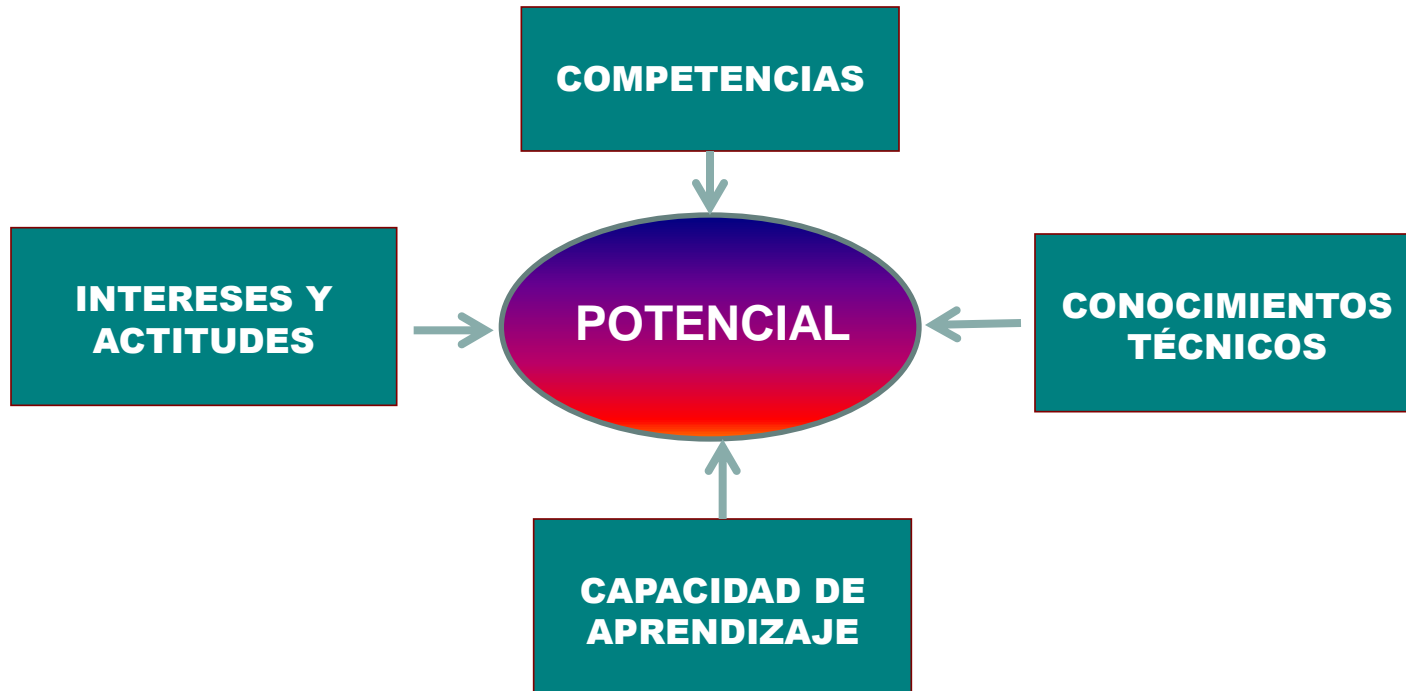 COMPETENCIAS
INTERESES Y
ACTITUDES
POTENCIAL
CONOCIMIENTOS
TÉCNICOS
CAPACIDAD DE
APRENDIZAJE